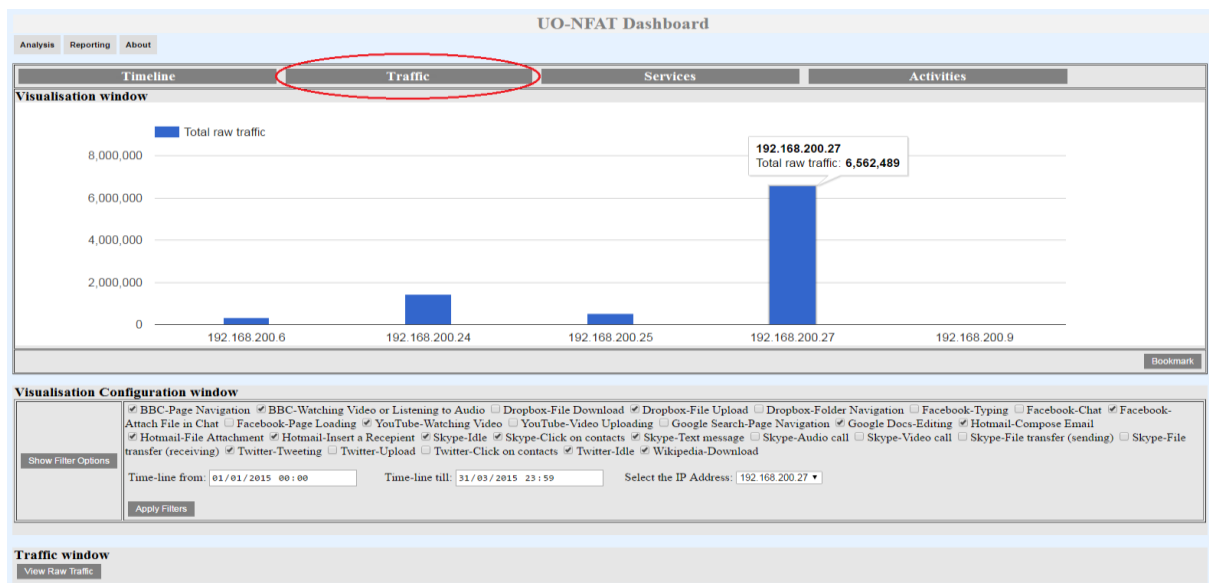 UO-NFAT Dashboard
Analysis Reporting About
Timeline Traffic Services Activities
Visualisation window
Total raw traffic
192.168.200.27
Total raw traffic: 6,562,489
8,000,000
6,000,000
4,000,000
2,000,000
0
192.168.200.6 192.168.200.24 192.168.200.25 192.168.200.27 192.168.200.9
Bookmark
Visualisation Configuration window
BBC-Page Navigation BBC-Watching Video or Listening to Audio Dropbox-File Download Dropbox-File Upload Dropbox-Folder Navigation Facebook-Typing Facebook-Chat Facebook-
Attach File in Chat Facebook-Page Loading YouTube-Watching Video YouTube-Video Uploading Google Search-Page Navigation Google Docs-Editing Hotmail-Compose Email
Hotmail-File Attachment Hotmail-Insert a Recepient Skype-Idle Skype-Click on contacts Skype-Text message Skype-Audio call Skype-Video call Skype-File transfer (sending) Skype-File
transfer (receiving) Twitter-Tweeting Twitter-Upload Twitter-Click on contacts Twitter-Idle Wikipedia-Download
Show Filter Options
Time-line from: 01/01/2015 00:00 Time-line till: 31/03/2015 23:59 Select the IP Address: 192.168.200.27
Apply Filters
Traffic window
View Raw Traffic